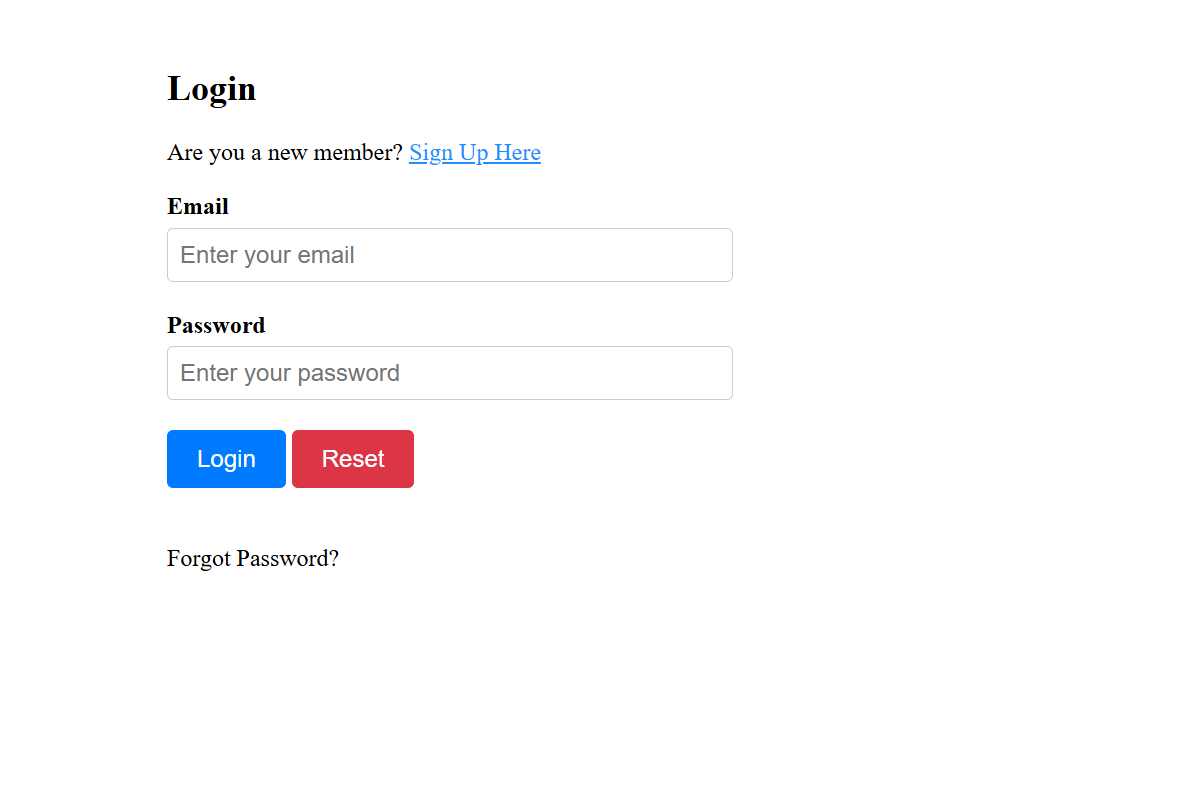 Login
Are you a new member? Sign Up Here
Email
Enter your email
Password
Enter your password
Login Reset
Forgot Password?